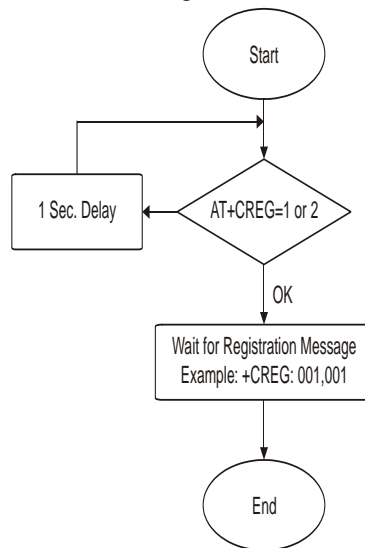 Start
1 Sec. Delay
AT+CREG=1 or 2
OK
Wait for Registration Message
Example: +CREG: 001,001
End